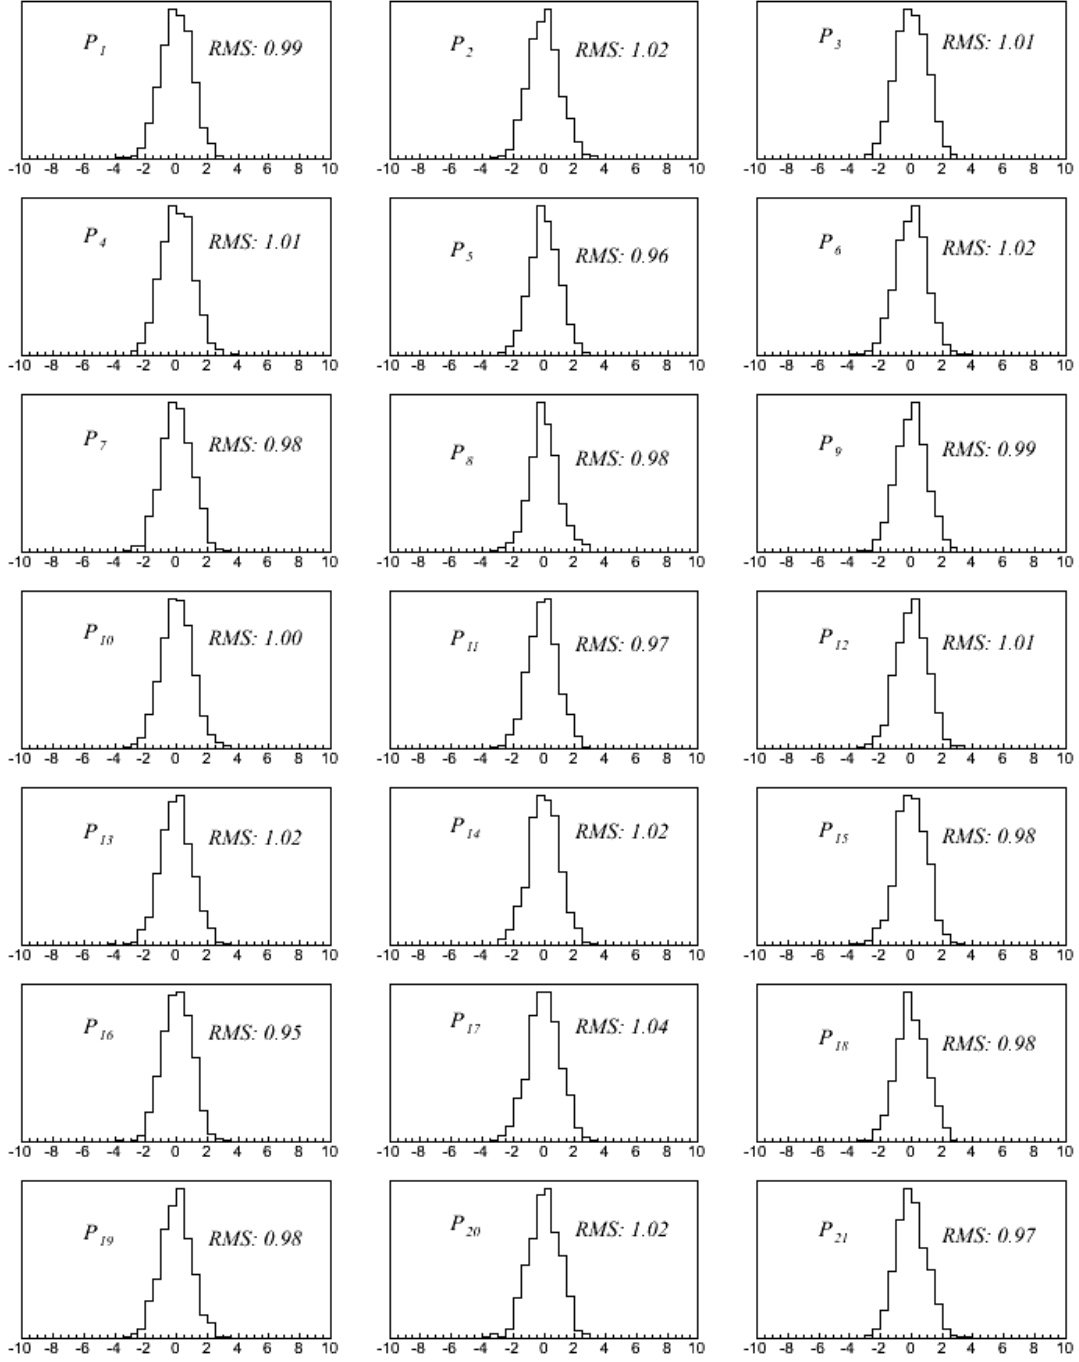 P1 RMS: 0.99 P2 RMS: 1.02 P3 RMS: 1.01
-10 -8 -6 -4 -2 0 2 4 6 8 10 -10 -8 -6 -4 -2 0 2 4 6 8 10 -10 -8 -6 -4 -2 0 2 4 6 8 10
P4 RMS: 1.01 P5 RMS: 0.96 P6 RMS: 1.02
-10 -8 -6 -4 -2 0 2 4 6 8 10 -10 -8 -6 -4 -2 0 2 4 6 8 10 -10 -8 -6 -4 -2 0 2 4 6 8 10
P7 RMS: 0.98 P8 RMS: 0.98 P9 RMS: 0.99
-10 -8 -6 -4 -2 0 2 4 6 8 10 -10 -8 -6 -4 -2 0 2 4 6 8 10 -10 -8 -6 -4 -2 0 2 4 6 8 10
P10 RMS: 1.00 P11 RMS: 0.97 P12 RMS: 1.01
-10 -8 -6 -4 -2 0 2 4 6 8 10 -10 -8 -6 -4 -2 0 2 4 6 8 10 -10 -8 -6 -4 -2 0 2 4 6 8 10
P13 RMS: 1.02 P14 RMS: 1.02 P15 RMS: 0.98
-10 -8 -6 -4 -2 0 2 4 6 8 10 -10 -8 -6 -4 -2 0 2 4 6 8 10 -10 -8 -6 -4 -2 0 2 4 6 8 10
P16 RMS: 0.95 P17 RMS: 1.04 P18 RMS: 0.98
-10 -8 -6 -4 -2 0 2 4 6 8 10 -10 -8 -6 -4 -2 0 2 4 6 8 10 -10 -8 -6 -4 -2 0 2 4 6 8 10
P19 RMS: 0.98 P20 RMS: 1.02 P21 RMS: 0.97
-10 -8 -6 -4 -2 0 2 4 6 8 10 -10 -8 -6 -4 -2 0 2 4 6 8 10 -10 -8 -6 -4 -2 0 2 4 6 8 10